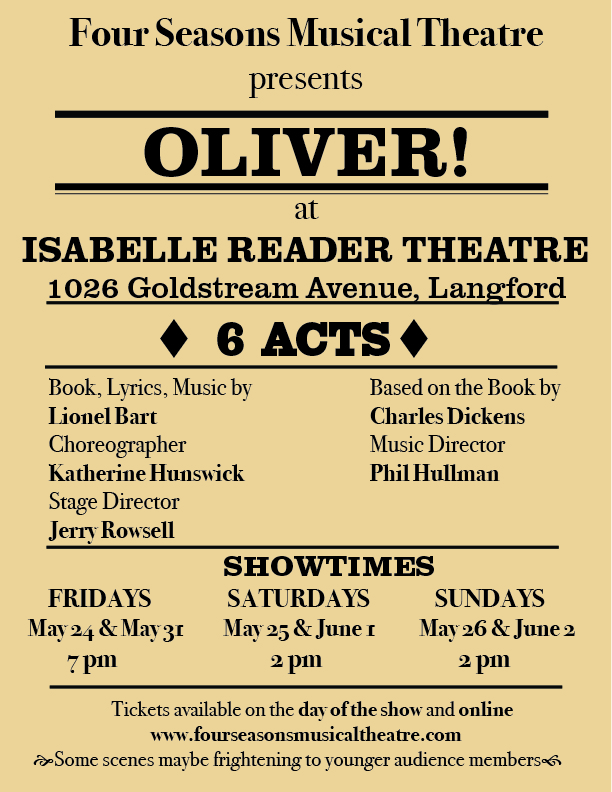 Four Seasons Musical Theatre
presents
OLIVER!
at
ISABELLE READER THEATRE
1026 Goldstream Avenue, Langford
♦ 6 ACTS ♦
Book, Lyrics, Music by
Lionel Bart
Choreographer
Katherine Hunswick
Stage Director
Jerry Rowsell
Based on the Book by
Charles Dickens
Music Director
Phil Hullman
SHOWTIMES
FRIDAYS SATURDAYS SUNDAYS
May 24 & May 31 May 25 & June 1 May 26 & June 2
7 pm 2 pm 2 pm
Tickets available on the day of the show and online
www.fourseasonsmusicaltheatre.com
Some scenes maybe frightening to younger audience members